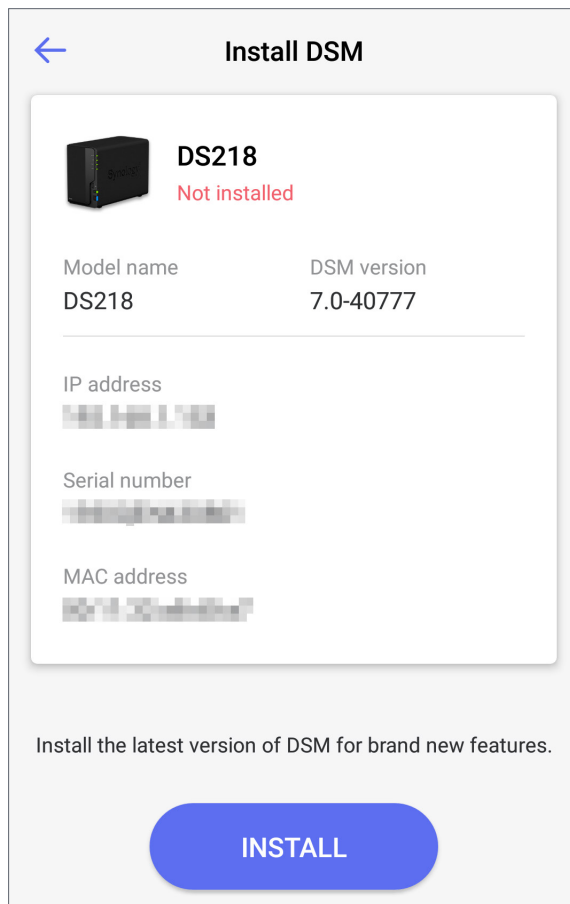 Install DSM
DS218
Not installed
Model name
DSM version
DS218
7.0-40777
IP address
Serial number
MAC address
Install the latest version of DSM for brand new features.
INSTALL